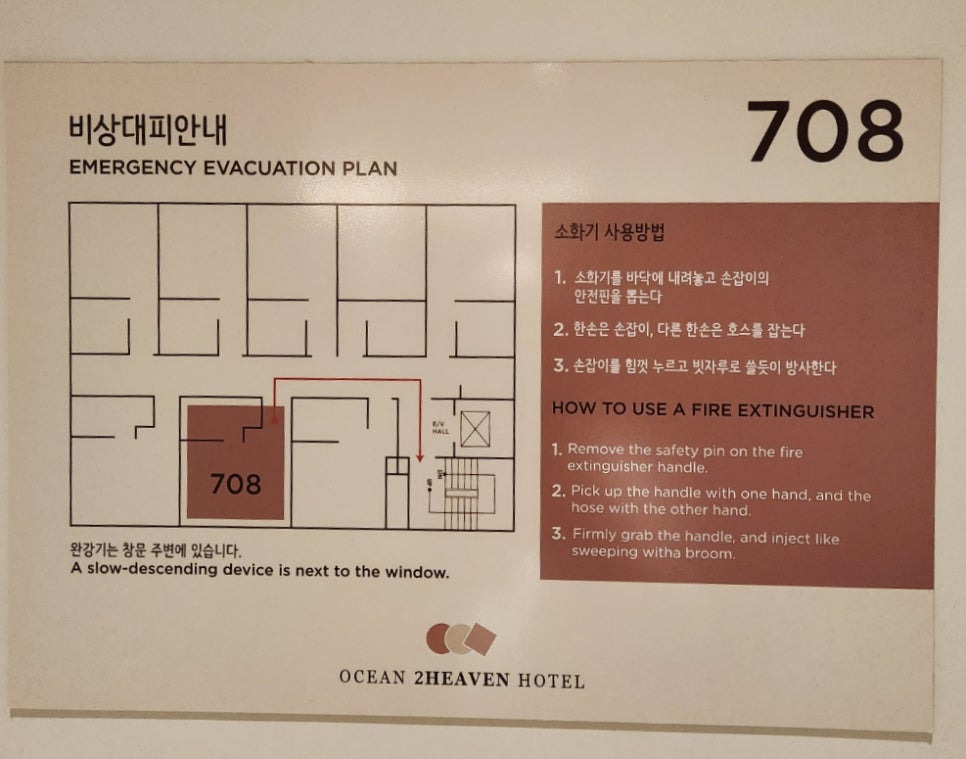 비상대피안내
EMERGENCY EVACUATION PLAN
708
E/V
HALL
UP
DN
708
완강기는 창문 주변에 있습니다.
A slow-descending device is next to the window.
소화기 사용방법
1. 소화기를 바닥에 내려놓고 손잡이의
안전핀을 뽑는다
2. 한손은 손잡이, 다른 한손은 호스를 잡는다
3. 손잡이를 힘껏 누르고 빗자루로 쓸듯이 방사한다
HOW TO USE A FIRE EXTINGUISHER
1. Remove the safety pin on the fire
extinguisher handle.
2. Pick up the handle with one hand, and the
hose with the other hand.
3. Firmly grab the handle, and inject like
sweeping witha broom.
OCEAN 2HEAVEN HOTEL